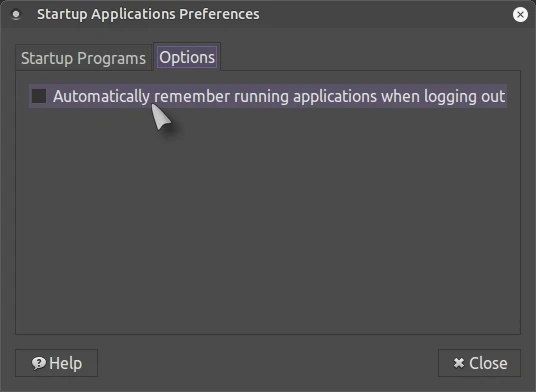 Startup Applications Preferences
Startup Programs
Options
Automatically remember running applications when logging out
Help
Close